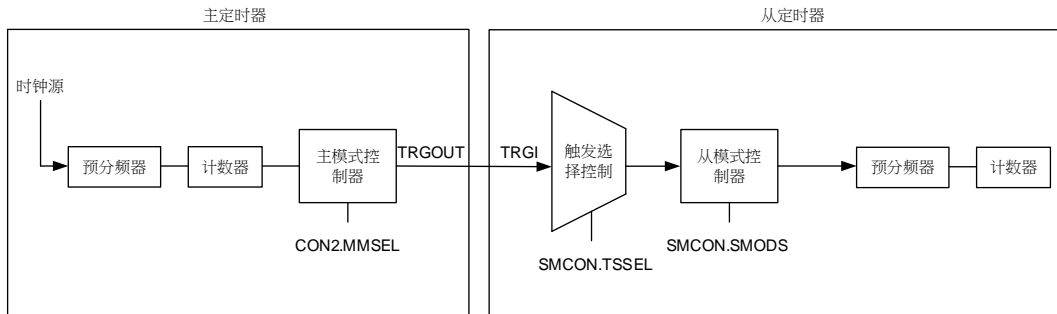 主定时器
从定时器
时钟源
预分频器
计数器
主模式控
制器
TRGOUT
TRGI
触发选
择控制
从模式控
制器
预分频器
计数器
CON2.MMSEL
SMCON.TSSEL
SMCON.SMODS